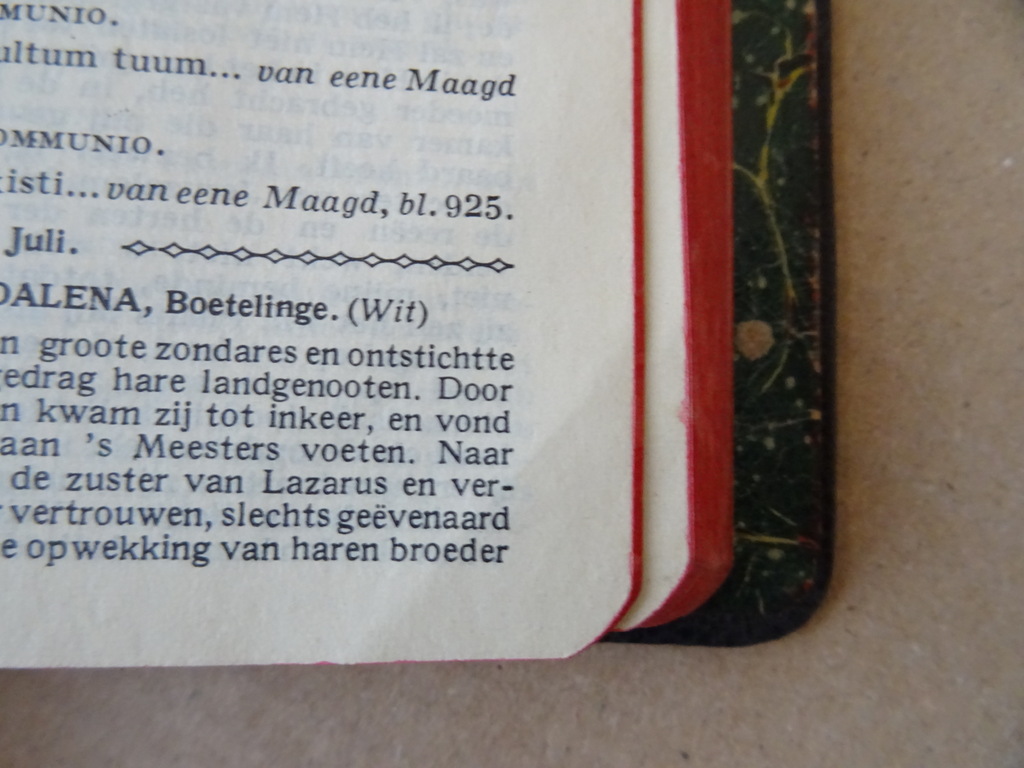 MUNIO.
ultum tuum... van eene Maagd
OMMUNIO.
isti... van eene Maagd, bl. 925.
Juli.
DALENA, Boetelinge. (Wit)
n groote zondares en ontstichtte
edrag hare landgenooten. Door
n kwam zij tot inkeer, en vond
aan 's Meesters voeten. Naar
de zuster van Lazarus en ver-
vertrouwen, slechts geëvenaard
e opwekking van haren broeder